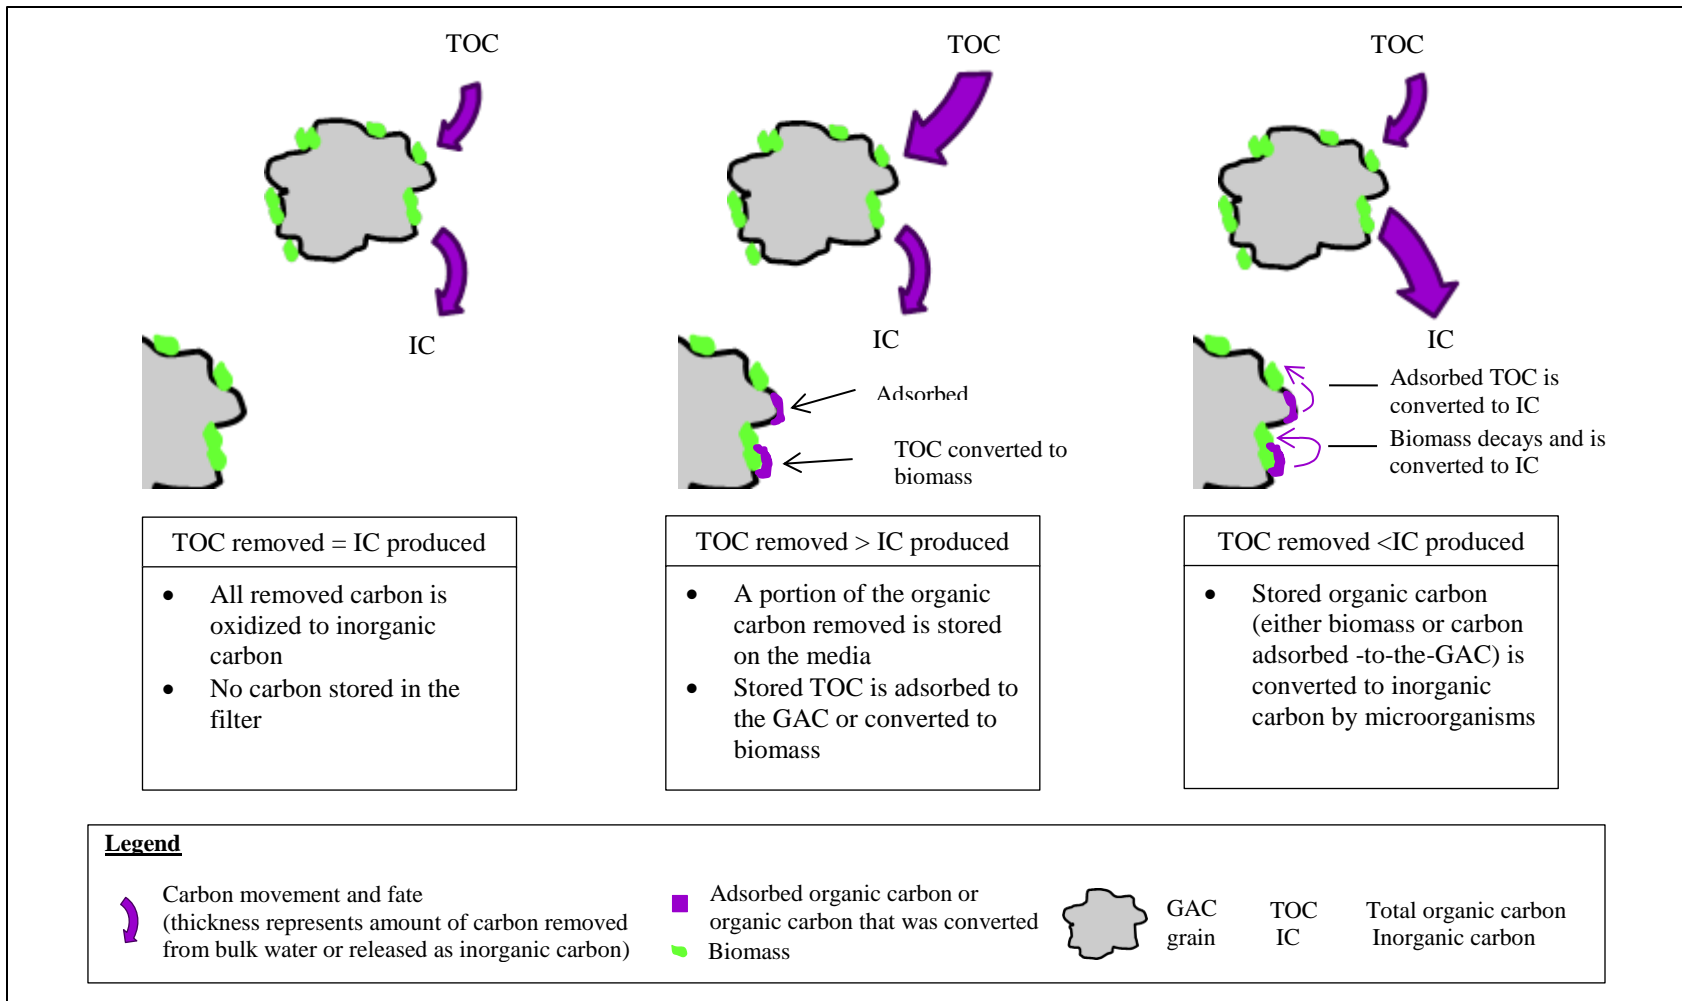 TOC
TOC
TOC
IC
IC
IC
Adsorbed
TOC converted to
biomass
Adsorbed TOC is
converted to IC
Biomass decays and is
converted to IC
TOC removed = IC produced
• All removed carbon is
oxidized to inorganic
carbon
• No carbon stored in the
filter
TOC removed > IC produced
• A portion of the organic
carbon removed is stored
on the media
• Stored TOC is adsorbed to
the GAC or converted to
biomass
TOC removed <IC produced
• Stored organic carbon
(either biomass or carbon
adsorbed -to-the-GAC) is
converted to inorganic
carbon by microorganisms
Legend
Carbon movement and fate
(thickness represents amount of carbon removed
from bulk water or released as inorganic carbon)
Adsorbed organic carbon or
organic carbon that was converted
Biomass
GAC
grain
TOC Total organic carbon
IC Inorganic carbon